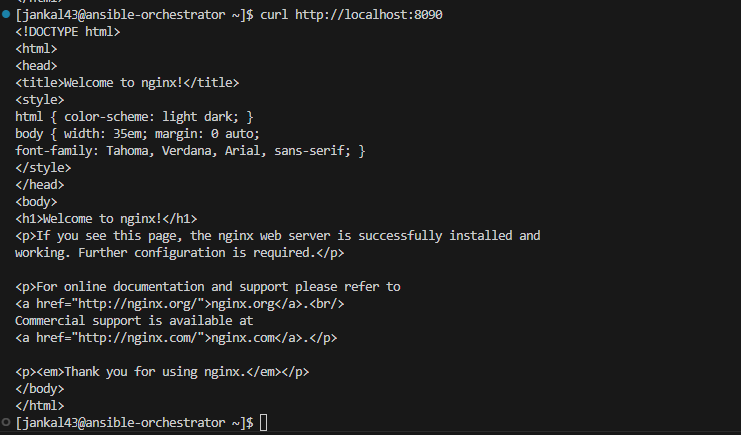 [jankal43@ansible-orchestrator ~]$ curl http://localhost:8090
<!DOCTYPE html>
<html>
<head>
<title>Welcome to nginx!</title>
<style>
html { color-scheme: light dark; }
body { width: 35em; margin: 0 auto;
font-family: Tahoma, Verdana, Arial, sans-serif; }
</style>
</head>
<body>
<h1>Welcome to nginx!</h1>
<p>If you see this page, the nginx web server is successfully installed and
working. Further configuration is required.</p>

<p>For online documentation and support please refer to
<a href="http://nginx.org/">nginx.org</a>.<br/>
Commercial support is available at
<a href="http://nginx.com/">nginx.com</a>.</p>

<p><em>Thank you for using nginx.</em></p>
</body>
</html>
[jankal43@ansible-orchestrator ~]$